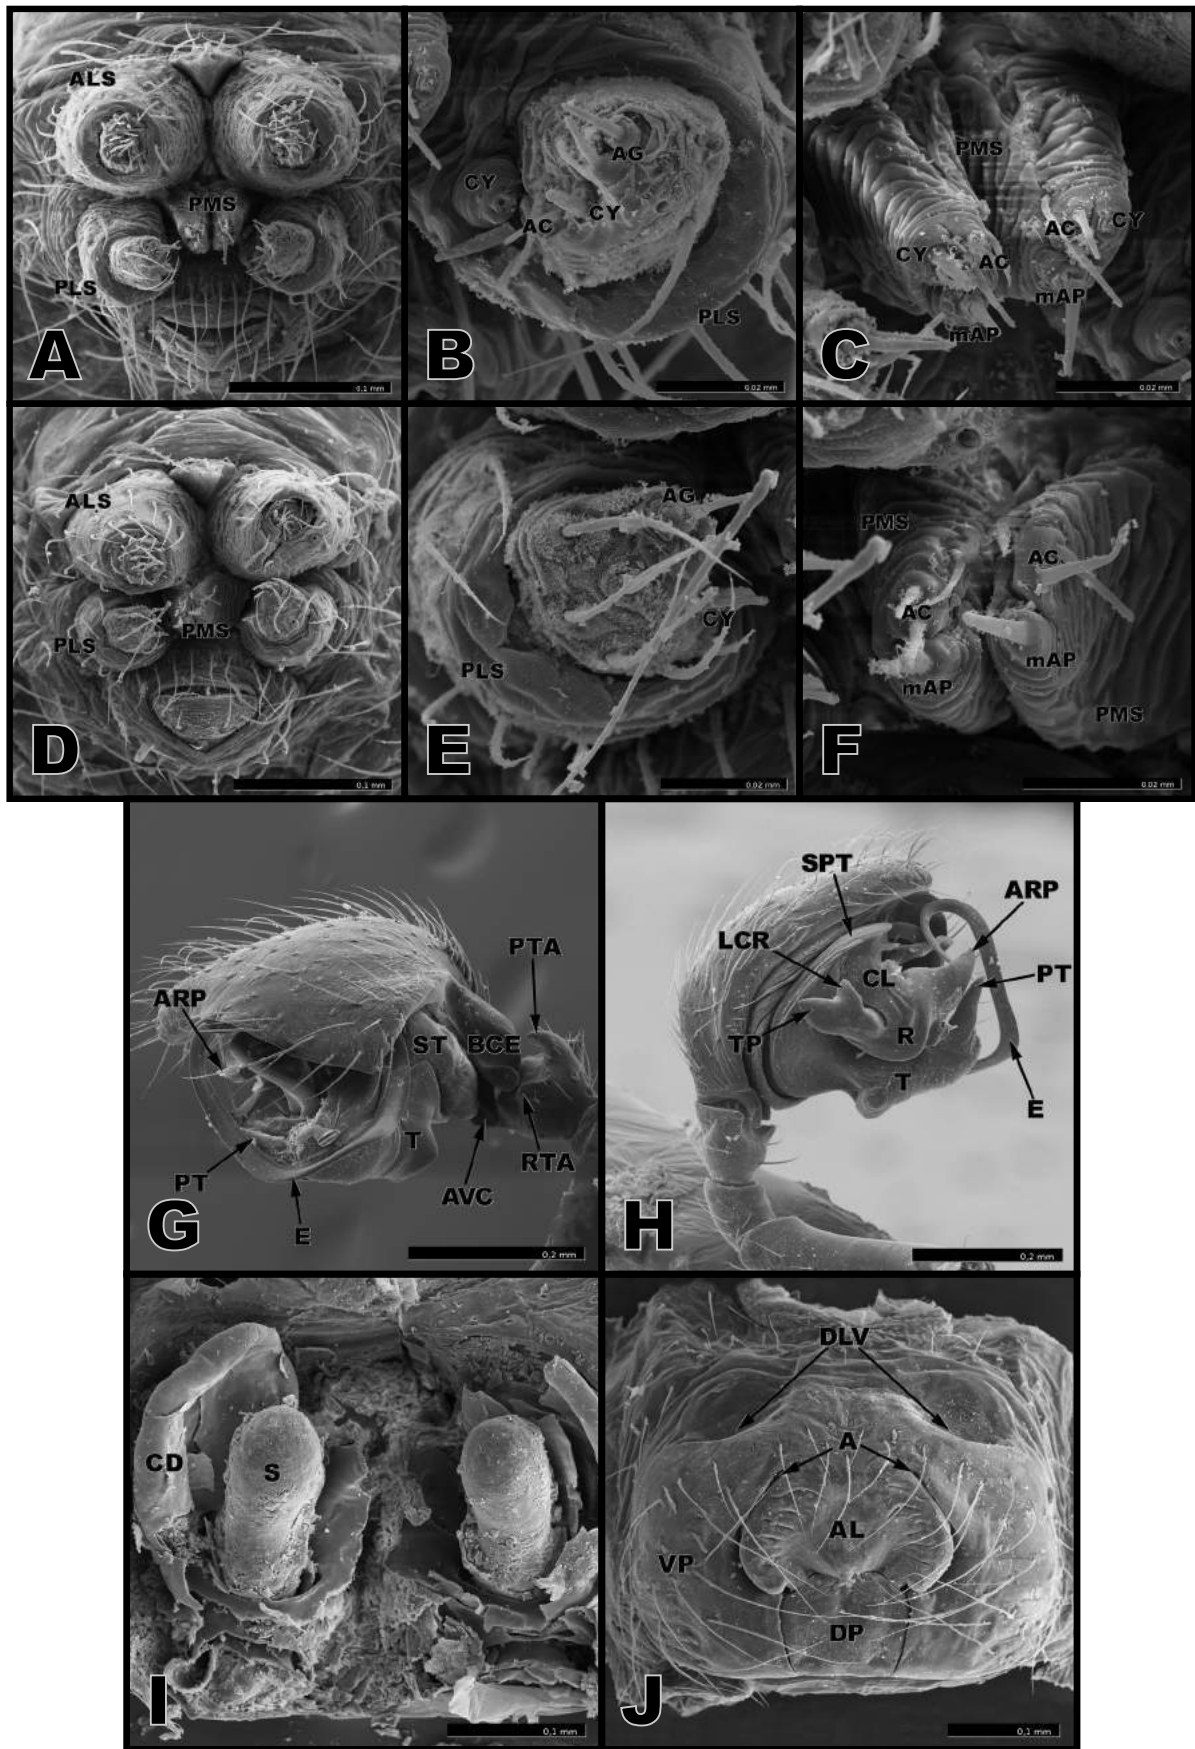 ALS
PMS
PLS
A
0.1 mm
AG
CY
CY
AC
PLS
B
0.02 mm
PMS
CY
AC
CY
AC
mAP
mAP
C
0.02 mm
ALS
PMS
PLS
D
0.1 mm
AG
CY
PLS
E
0.02 mm
PMS
AC
AC
mAP
mAP
PMS
F
0.02 mm
PTA
ARP
ST
BCE
T
RTA
PT
AVC
E
G
0.2 mm
SPT
ARP
LCR
CL
PT
TP
R
T
E
H
0.2 mm
CD
S
I
0.1 mm
DLV
A
AL
VP
DP
J
0.1 mm